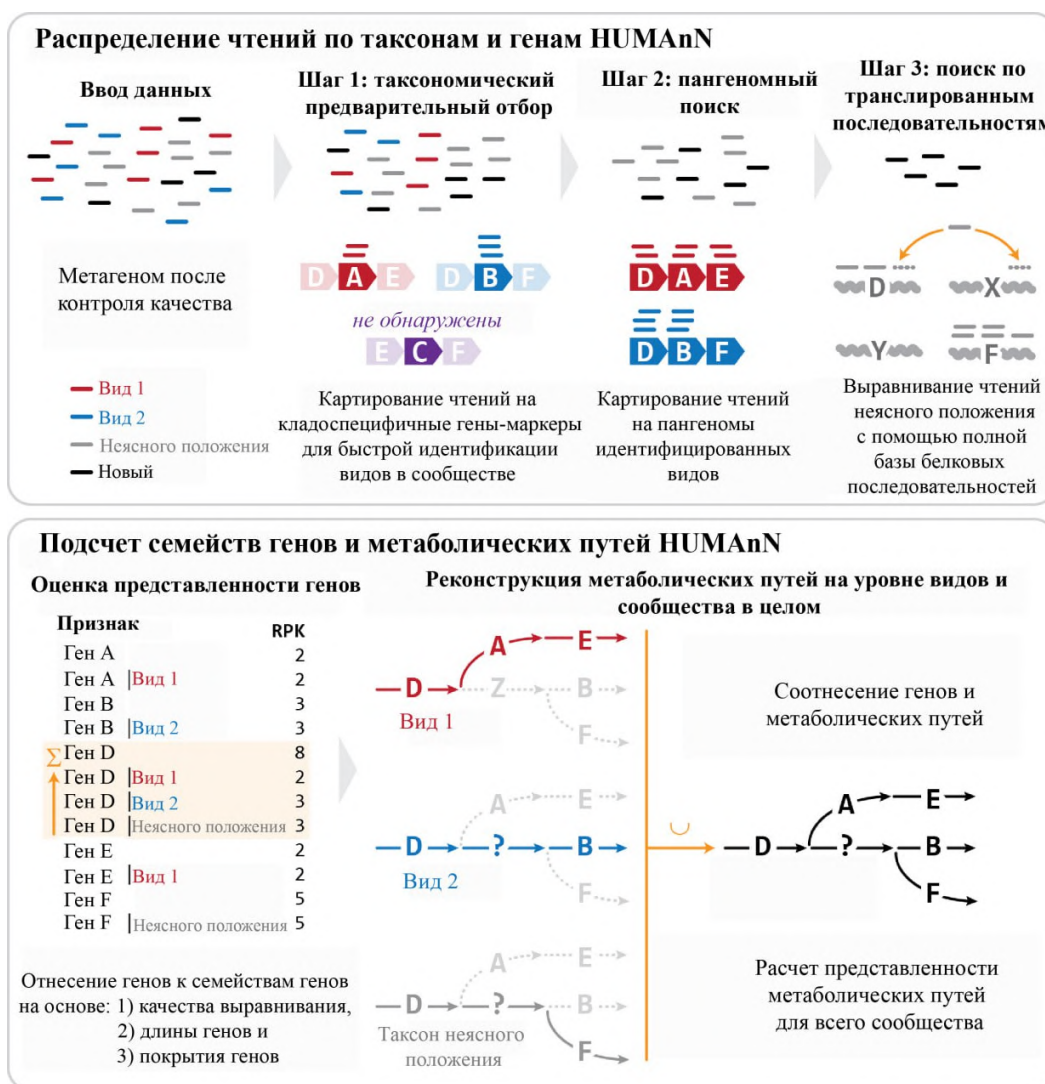 Распределение чтений по таксонам и генам HUMAnN
Ввод данных
Метагеном после
контроля качества
Вид 1
Вид 2
Неясного положения
Новый
Шаг 1: таксономический
предварительный отбор
D A E
D B F
не обнаружены
E C F
Картирование чтений на
кладоспецифичные гены-маркеры
для быстрой идентификации
видов в сообществе
Шаг 2: пангеномный
поиск
D A E
D B F
Картирование чтений
на пангеномы
идентифицированных
видов
Шаг 3: поиск по
транслированным
последовательностям
D X
Y F
Выравнивание чтений
неясного положения
с помощью полной
базы белковых
последовательностей
Подсчет семейств генов и метаболических путей HUMAnN
Оценка представленности генов
Признак RPK
Ген A 2
Ген A |Вид 1 2
Ген B 3
Ген B |Вид 2 3
Σ Ген D 8
Ген D |Вид 1 2
Ген D |Вид 2 3
Ген D |Неясного положения 3
Ген E 2
Ген E |Вид 1 2
Ген F 5
Ген F |Неясного положения 5
Отнесение генов к семействам генов
на основе: 1) качества выравнивания,
2) длины генов и
3) покрытия генов
Реконструкция метаболических путей на уровне видов и
сообщества в целом
A E
D Z B
Вид 1
F
A E
D ? B
Вид 2
F
A E
D ? B
Таксон неясного
положения
F
Соотнесение генов и
метаболических путей
A E
D ? B
F
Расчет представленности
метаболических путей
для всего сообщества